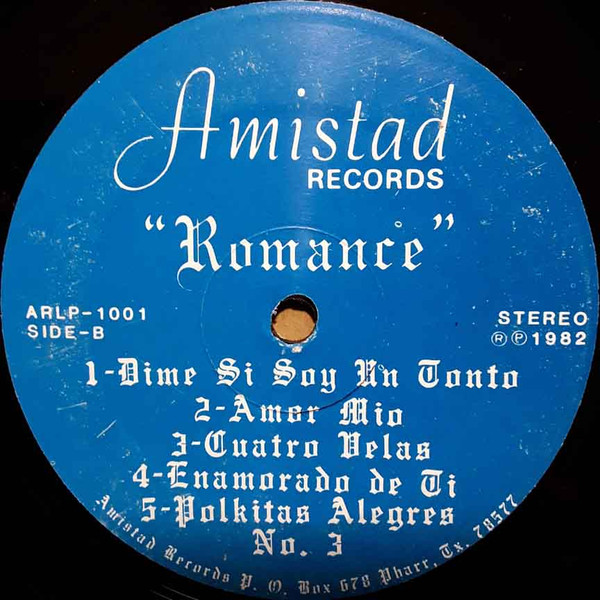 Amistad
RECORDS
"Romance"
ARLP-1001
SIDE-B
STEREO
Ⓡ Ⓟ 1982
1-Dime Si Soy Un Tonto
2-Amor Mio
3-Cuatro Velas
4-Enamorado de Ti
5-Polkitas Alegres
No. 3
Amistad Records P. O. Box 678 Pharr, Tx. 78577